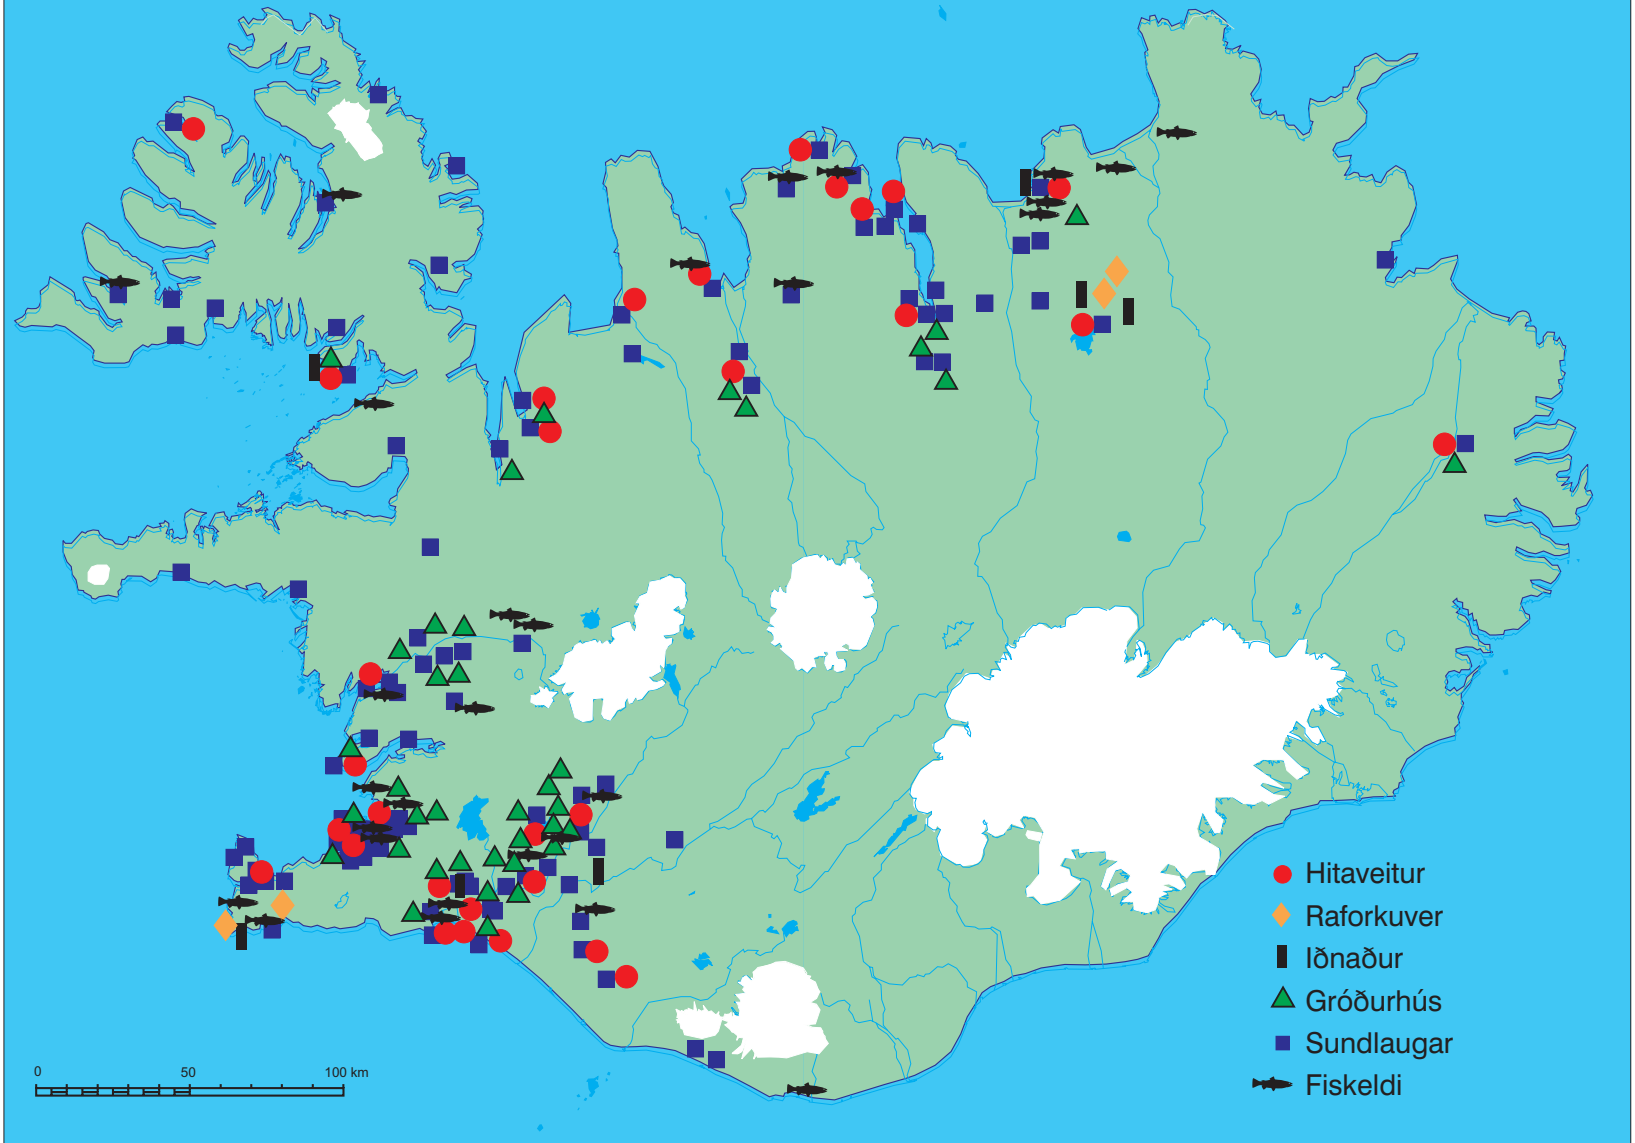 Hitaveitur
Raforkuver
Iðnaður
Gróðurhús
Sundlaugar
Fiskeldi
0 50 100 km